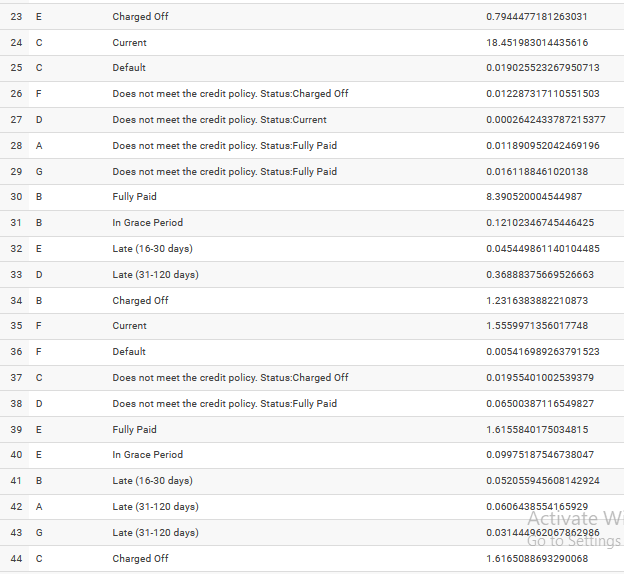 23 E Charged Off 0.7944477181263031
24 C Current 18.451983014435616
25 C Default 0.019025523267950713
26 F Does not meet the credit policy. Status:Charged Off 0.012287317110551503
27 D Does not meet the credit policy. Status:Current 0.0002642433787215377
28 A Does not meet the credit policy. Status:Fully Paid 0.011890952042469196
29 G Does not meet the credit policy. Status:Fully Paid 0.0161188461020138
30 B Fully Paid 8.390520004544987
31 B In Grace Period 0.12102346745446425
32 E Late (16-30 days) 0.045449861140104485
33 D Late (31-120 days) 0.36888375669526663
34 B Charged Off 1.2316383882210873
35 F Current 1.5559971356017748
36 F Default 0.005416989263791523
37 C Does not meet the credit policy. Status:Charged Off 0.01955401002539379
38 D Does not meet the credit policy. Status:Fully Paid 0.06500387116549827
39 E Fully Paid 1.6155840175034815
40 E In Grace Period 0.09975187546738047
41 B Late (16-30 days) 0.052055945608142924
42 A Late (31-120 days) 0.0606438554165929
Activate Wi
43 G Late (31-120 days) 0.031444962067862986
Go to Settings
44 C Charged Off 1.6165088693290068